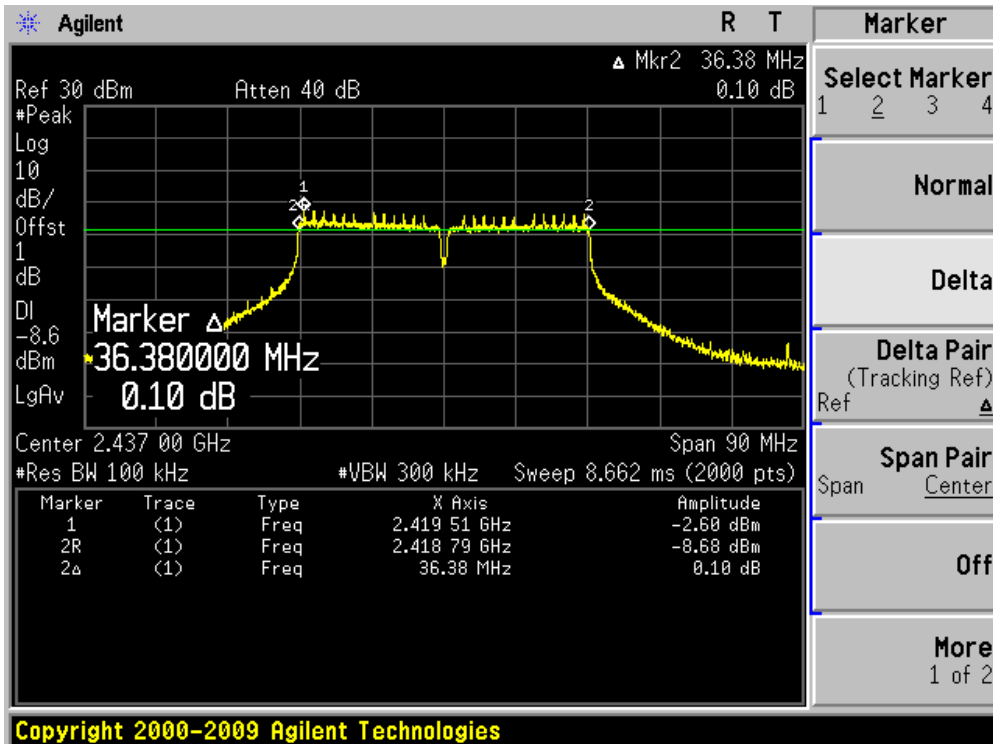 Agilent R T Marker
Δ Mkr2 36.38 MHz
Ref 30 dBm Atten 40 dB 0.10 dB
#Peak
Log
10
dB/
Offst
1
dB
DI
-8.6
dBm
LgAv
1
2R
2
Marker Δ
36.380000 MHz
0.10 dB
Center 2.437 00 GHz Span 90 MHz
#Res BW 100 kHz #VBW 300 kHz Sweep 8.662 ms (2000 pts)
Marker Trace Type X Axis Amplitude
1 (1) Freq 2.419 51 GHz -2.60 dBm
2R (1) Freq 2.418 79 GHz -8.68 dBm
2Δ (1) Freq 36.38 MHz 0.10 dB
Select Marker
1 2 3 4
Normal
Delta
Delta Pair
(Tracking Ref)
Ref Δ
Span Pair
Span Center
Off
More
1 of 2
Copyright 2000-2009 Agilent Technologies